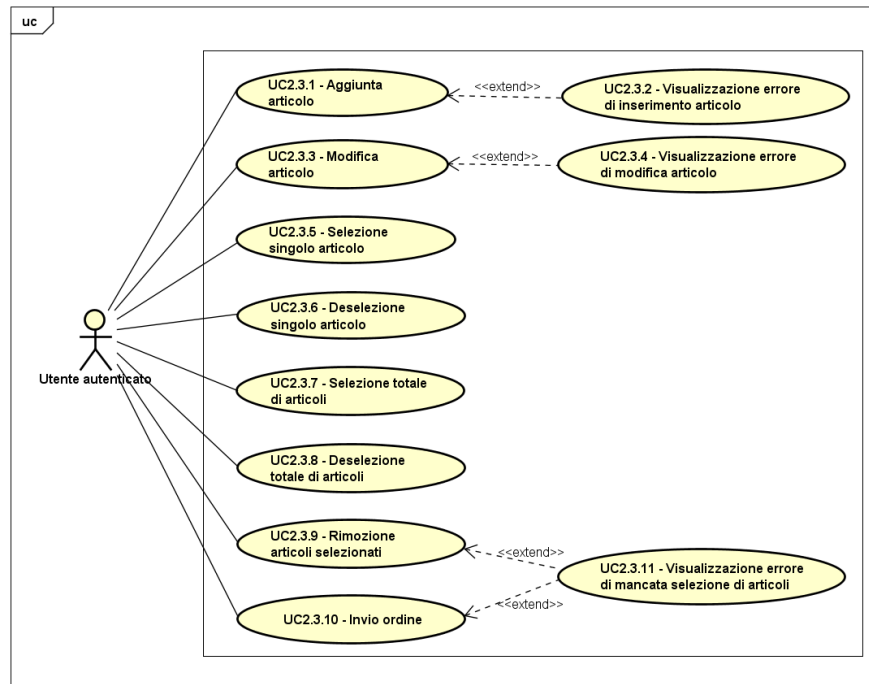 uc
UC2.3.1 - Aggiunta
articolo
<<extend>>
UC2.3.2 - Visualizzazione errore
di inserimento articolo
UC2.3.3 - Modifica
articolo
<<extend>>
UC2.3.4 - Visualizzazione errore
di modifica articolo
UC2.3.5 - Selezione
singolo articolo
UC2.3.6 - Deselezione
singolo articolo
Utente autenticato
UC2.3.7 - Selezione totale
di articoli
UC2.3.8 - Deselezione
totale di articoli
UC2.3.9 - Rimozione
articoli selezionati
<<extend>>
UC2.3.11 - Visualizzazione errore
di mancata selezione di articoli
<<extend>>
UC2.3.10 - Invio ordine